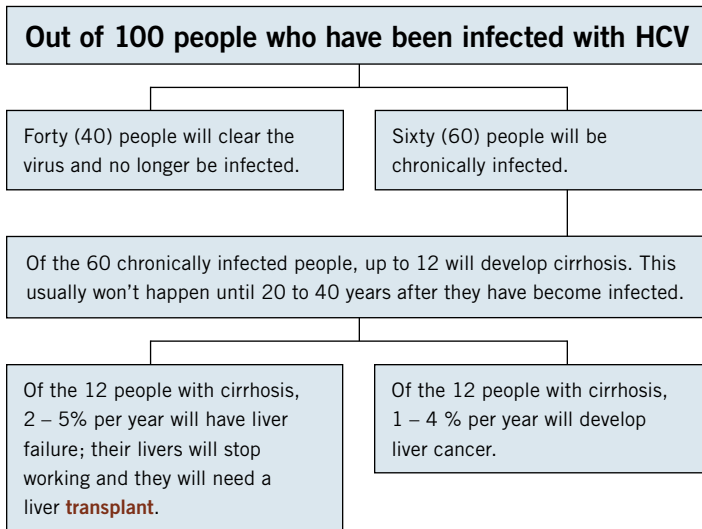 Out of 100 people who have been infected with HCV
Forty (40) people will clear the
virus and no longer be infected.
Sixty (60) people will be
chronically infected.
Of the 60 chronically infected people, up to 12 will develop cirrhosis. This
usually won't happen until 20 to 40 years after they have become infected.
Of the 12 people with cirrhosis,
2 – 5% per year will have liver
failure; their livers will stop
working and they will need a
liver transplant.
Of the 12 people with cirrhosis,
1 – 4 % per year will develop
liver cancer.